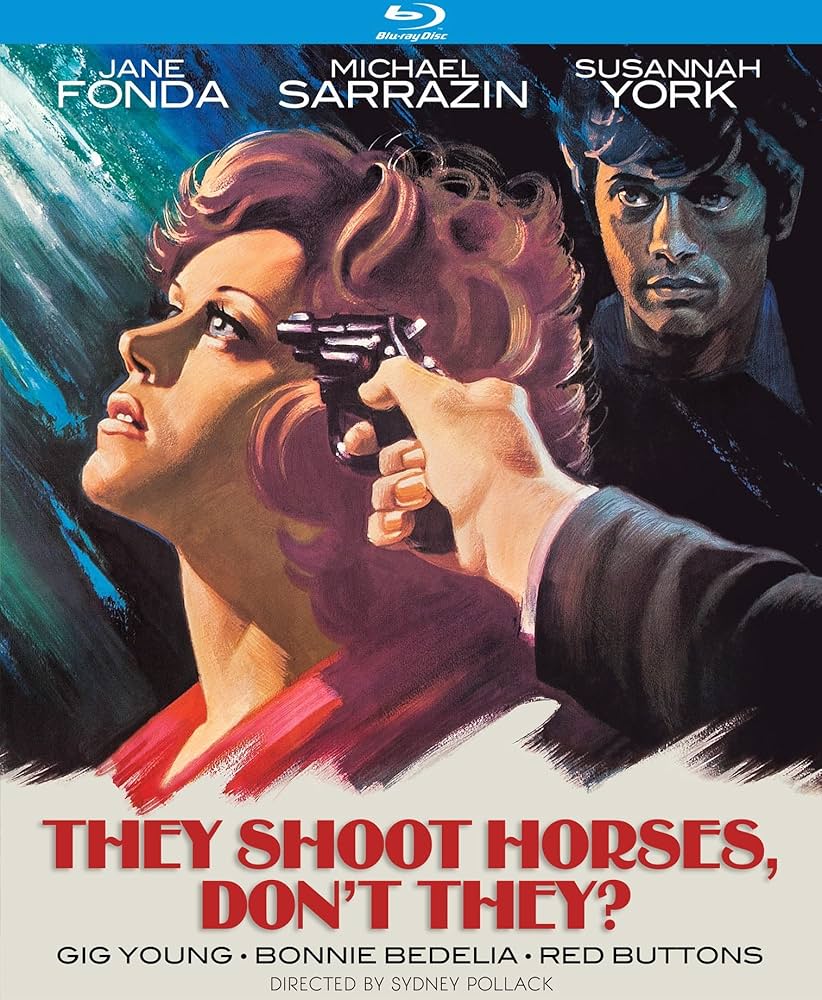 Blu-ray Disc
JANE MICHAEL SUSANNAH
FONDA SARRAZIN YORK
THEY SHOOT HORSES,
DON'T THEY?
GIG YOUNG • BONNIE BEDELIA • RED BUTTONS
DIRECTED BY SYDNEY POLLACK